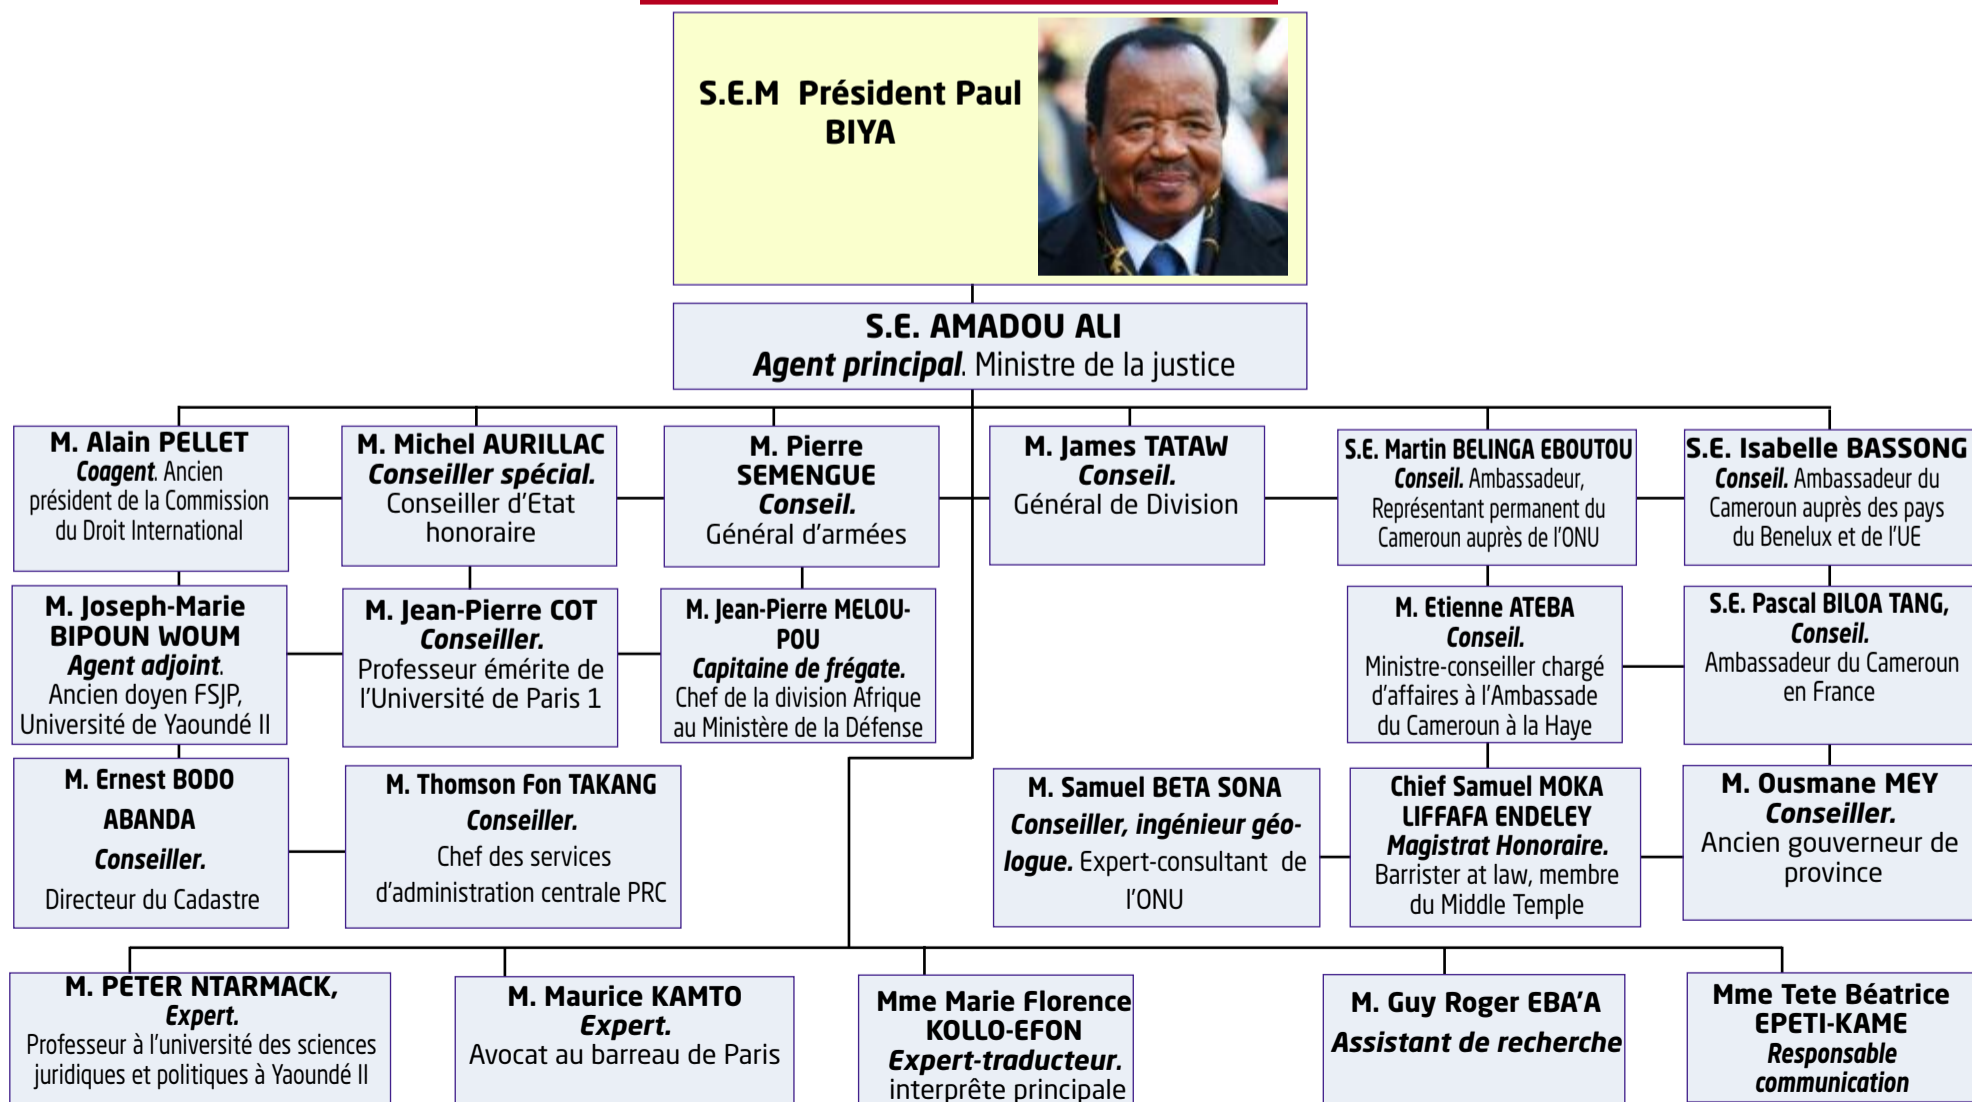 S.E.M Président Paul
BIYA
S.E. AMADOU ALI
Agent principal. Ministre de la justice
M. Alain PELLET
Coagent. Ancien
président de la Commission
du Droit International
M. Michel AURILLAC
Conseiller spécial.
Conseiller d'Etat
honoraire
M. Pierre
SEMENGUE
Conseil.
Général d'armées
M. James TATAW
Conseil.
Général de Division
S.E. Martin BELINGA EBOUTOU
Conseil. Ambassadeur,
Représentant permanent du
Cameroun auprès de l'ONU
S.E. Isabelle BASSONG
Conseil. Ambassadeur du
Cameroun auprès des pays
du Benelux et de l'UE
M. Joseph-Marie
BIPOUN WOUM
Agent adjoint.
Ancien doyen FSJP,
Université de Yaoundé II
M. Jean-Pierre COT
Conseiller.
Professeur émérite de
l'Université de Paris 1
M. Jean-Pierre MELOU-
POU
Capitaine de frégate.
Chef de la division Afrique
au Ministère de la Défense
M. Etienne ATEBA
Conseil.
Ministre-conseiller chargé
d'affaires à l'Ambassade
du Cameroun à la Haye
S.E. Pascal BILOA TANG,
Conseil.
Ambassadeur du Cameroun
en France
M. Ernest BODO
ABANDA
Conseiller.
Directeur du Cadastre
M. Thomson Fon TAKANG
Conseiller.
Chef des services
d'administration centrale PRC
M. Samuel BETA SONA
Conseiller, ingénieur géo-
logue. Expert-consultant de
l'ONU
Chief Samuel MOKA
LIFFAFA ENDELEY
Magistrat Honoraire.
Barrister at law, membre
du Middle Temple
M. Ousmane MEY
Conseiller.
Ancien gouverneur de
province
M. PETER NTARMACK,
Expert.
Professeur à l'université des sciences
juridiques et politiques à Yaoundé II
M. Maurice KAMTO
Expert.
Avocat au barreau de Paris
Mme Marie Florence
KOLLO-EFON
Expert-traducteur.
interprête principale
M. Guy Roger EBA'A
Assistant de recherche
Mme Tete Béatrice
EPETI-KAME
Responsable
communication